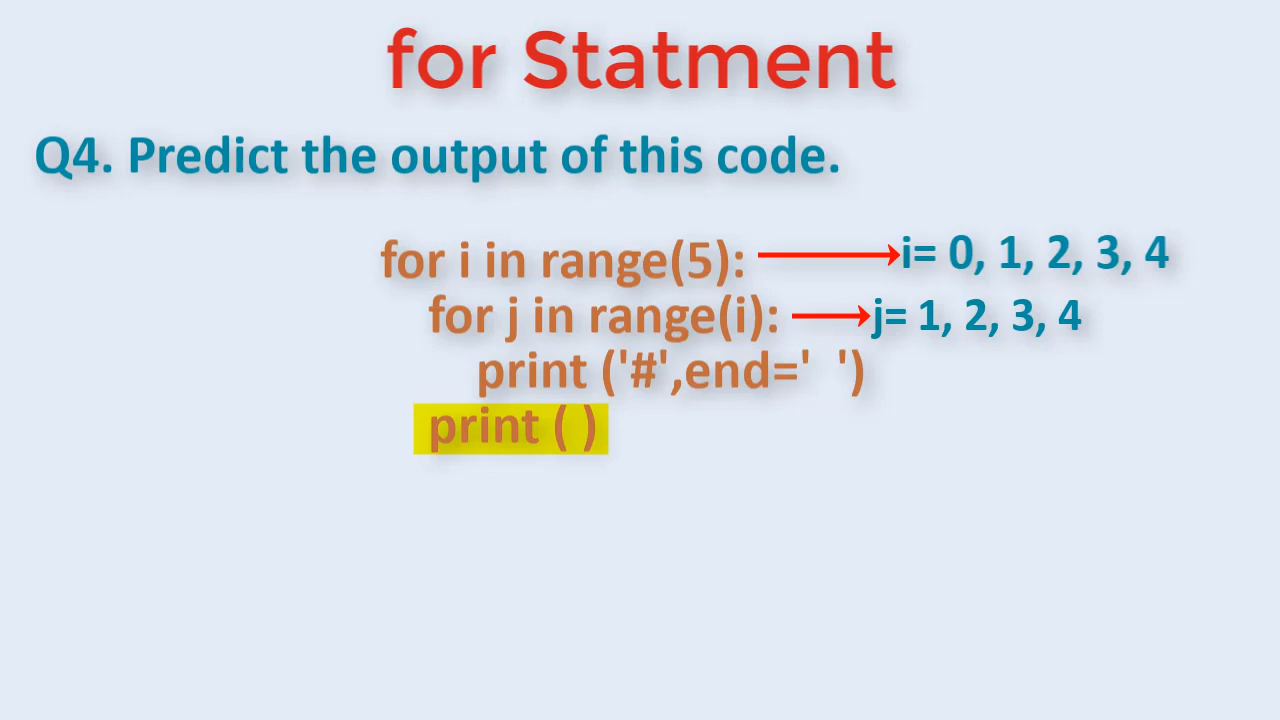 for Statment
Q4. Predict the output of this code.
for i in range(5): i= 0, 1, 2, 3, 4
for j in range(i): j= 1, 2, 3, 4
print ('#',end='  ')
print ( )